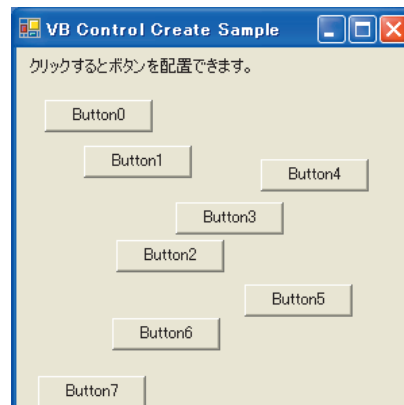 VB Control Create Sample
クリックするとボタンを配置できます。
Button0
Button1
Button4
Button3
Button2
Button5
Button6
Button7